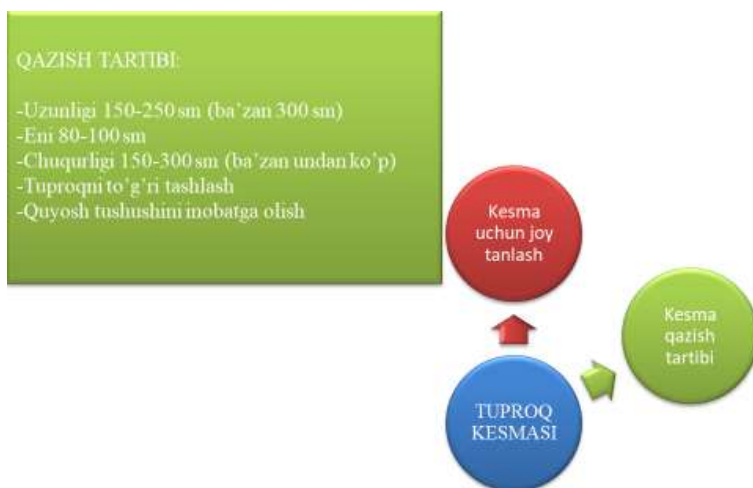 QAZISH TARTIBI:
-Uzunligi 150-250 sm (ba’zan 300 sm)
-Eni 80-100 sm
-Chuqurligi 150-300 sm (ba’zan undan ko’p)
-Tuproqni to’g’ri tashlash
-Quyosh tushushini inobatga olish
Kesma
uchun joy
tanlash
Kesma
qazish
tartibi
TUPROQ
KESMASI